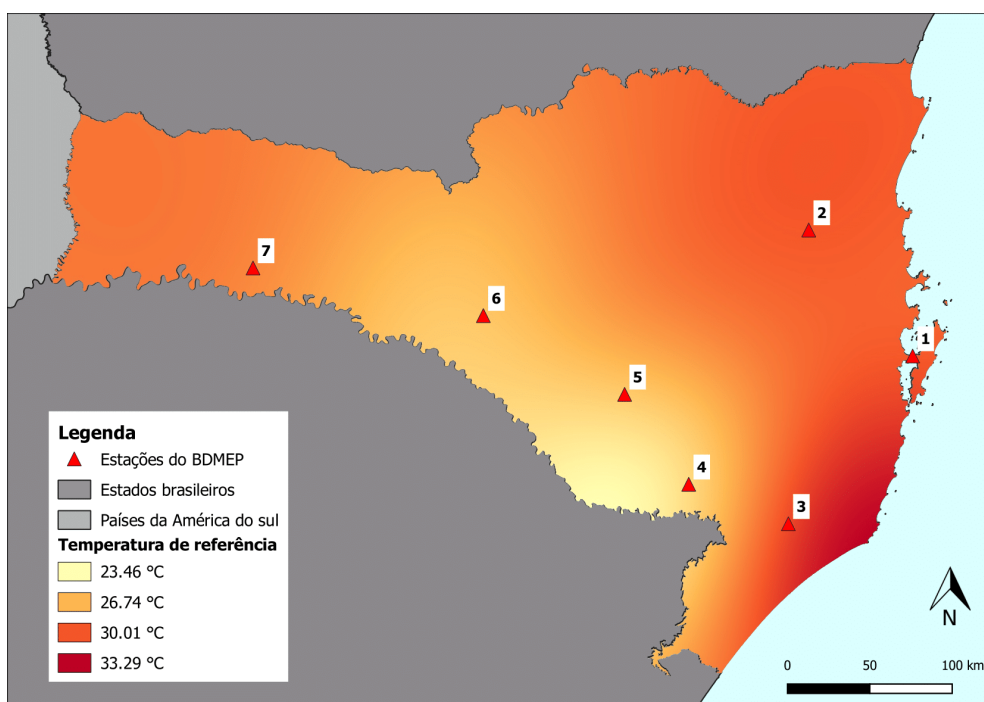 2
7
6
1
5
4
3
Legenda
Estações do BDMEP
Estados brasileiros
Países da América do sul
Temperatura de referência
23.46 °C
26.74 °C
30.01 °C
33.29 °C
N
0 50 100 km